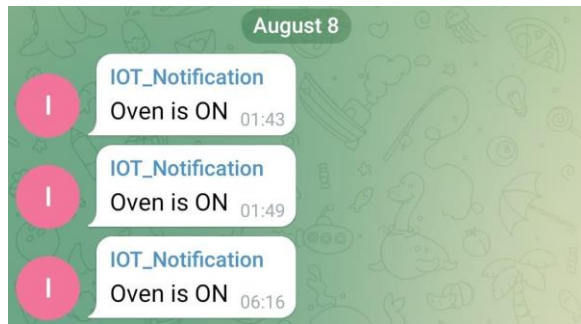 August 8
IOT_Notification
I
Oven is ON 01:43
IOT_Notification
I
Oven is ON 01:49
IOT_Notification
I
Oven is ON 06:16